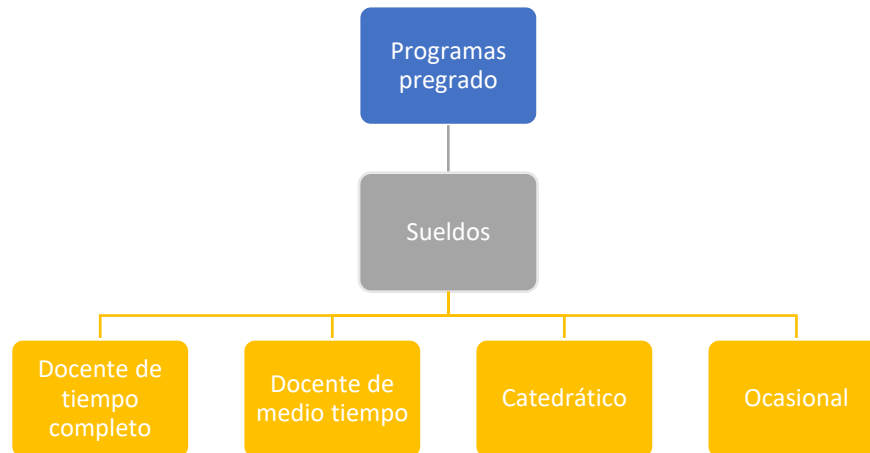 Programas
pregrado
Sueldos
Docente de
tiempo
completo
Docente de
medio tiempo
Catedrático
Ocasional